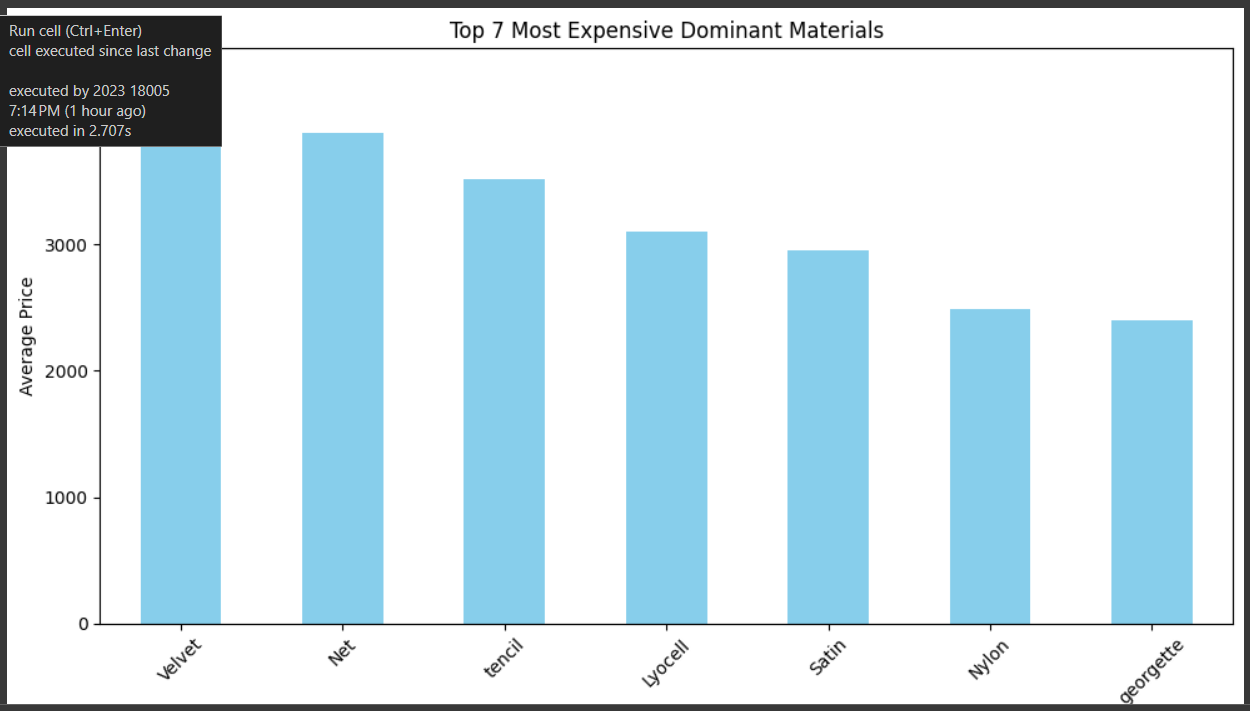 Run cell (Ctrl+Enter)
cell executed since last change
executed by 2023 18005
7:14 PM (1 hour ago)
executed in 2.707s
Top 7 Most Expensive Dominant Materials
Average Price
3000
2000
1000
0
Velvet
Net
tencil
Lyocell
Satin
Nylon
georgette